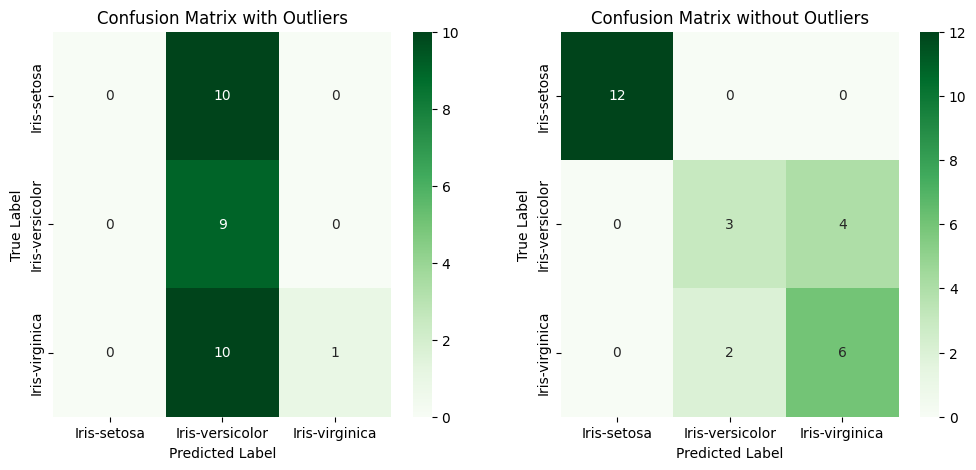 Confusion Matrix with Outliers
True Label
Iris-setosa
Iris-versicolor
Iris-virginica
0 10 0
0 9 0
0 10 1
Iris-setosa Iris-versicolor Iris-virginica
Predicted Label
10
8
6
4
2
0
Confusion Matrix without Outliers
True Label
Iris-setosa
Iris-versicolor
Iris-virginica
12 0 0
0 3 4
0 2 6
Iris-setosa Iris-versicolor Iris-virginica
Predicted Label
12
10
8
6
4
2
0